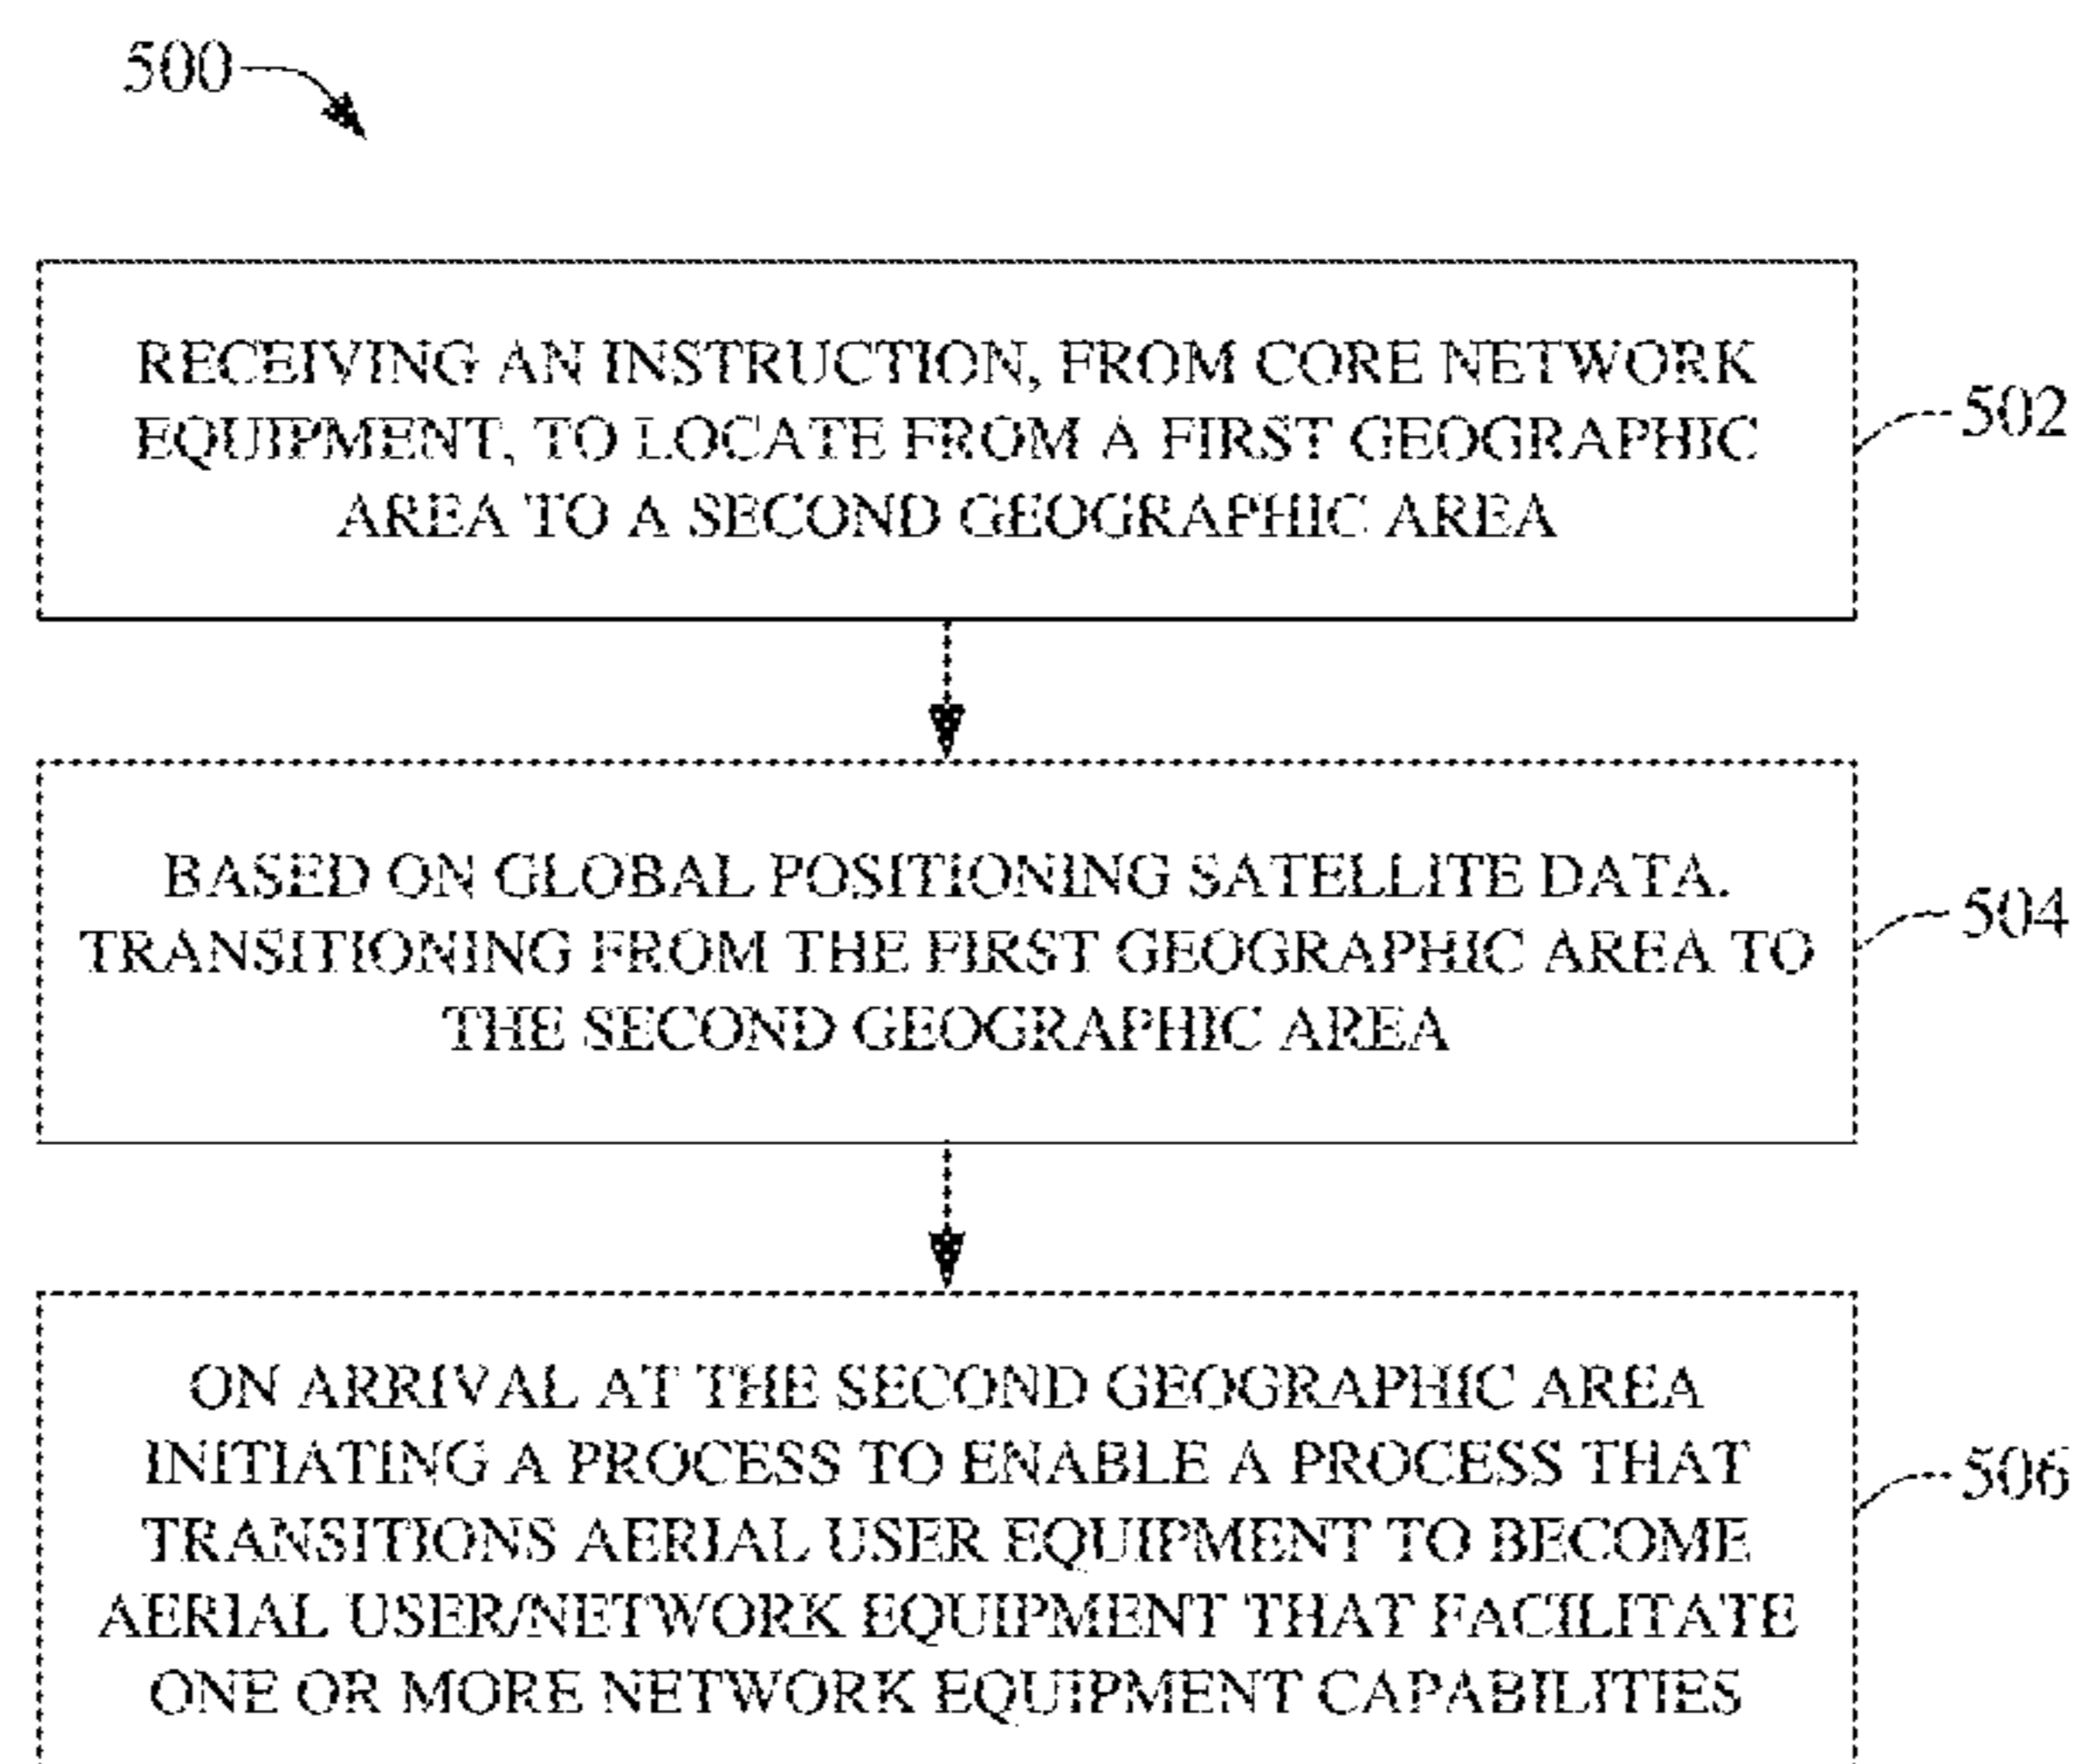 500
RECEIVING AN INSTRUCTION, FROM CORE NETWORK
EQUIPMENT, TO LOCATE FROM A FIRST GEOGRAPHIC
AREA TO A SECOND GEOGRAPHIC AREA
502
BASED ON GLOBAL POSITIONING SATELLITE DATA.
TRANSITIONING FROM THE FIRST GEOGRAPHIC AREA TO
THE SECOND GEOGRAPHIC AREA
504
ON ARRIVAL AT THE SECOND GEOGRAPHIC AREA
INITIATING A PROCESS TO ENABLE A PROCESS THAT
TRANSITIONS AERIAL USER EQUIPMENT TO BECOME
AERIAL USER/NETWORK EQUIPMENT THAT FACILITATE
ONE OR MORE NETWORK EQUIPMENT CAPABILITIES
506